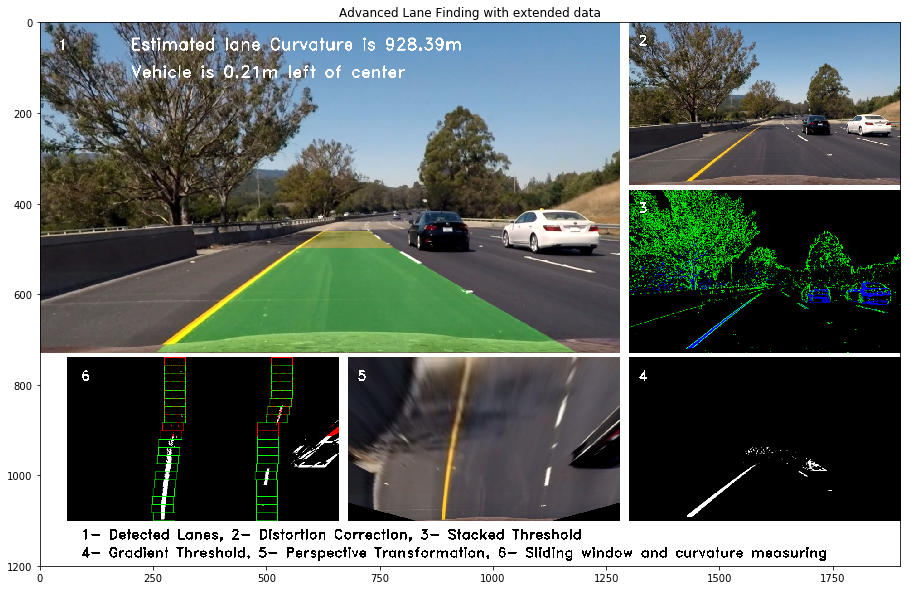 Advanced Lane Finding with extended data
0
200
400
600
800
1000
1200
1
Estimated lane Curvature is 928.39m
Vehicle is 0.21m left of center
2
3
6
5
4
1- Detected Lanes, 2- Distortion Correction, 3- Stacked Threshold
4- Gradient Threshold, 5- Perspective Transformation, 6- Sliding window and curvature measuring
0 250 500 750 1000 1250 1500 1750